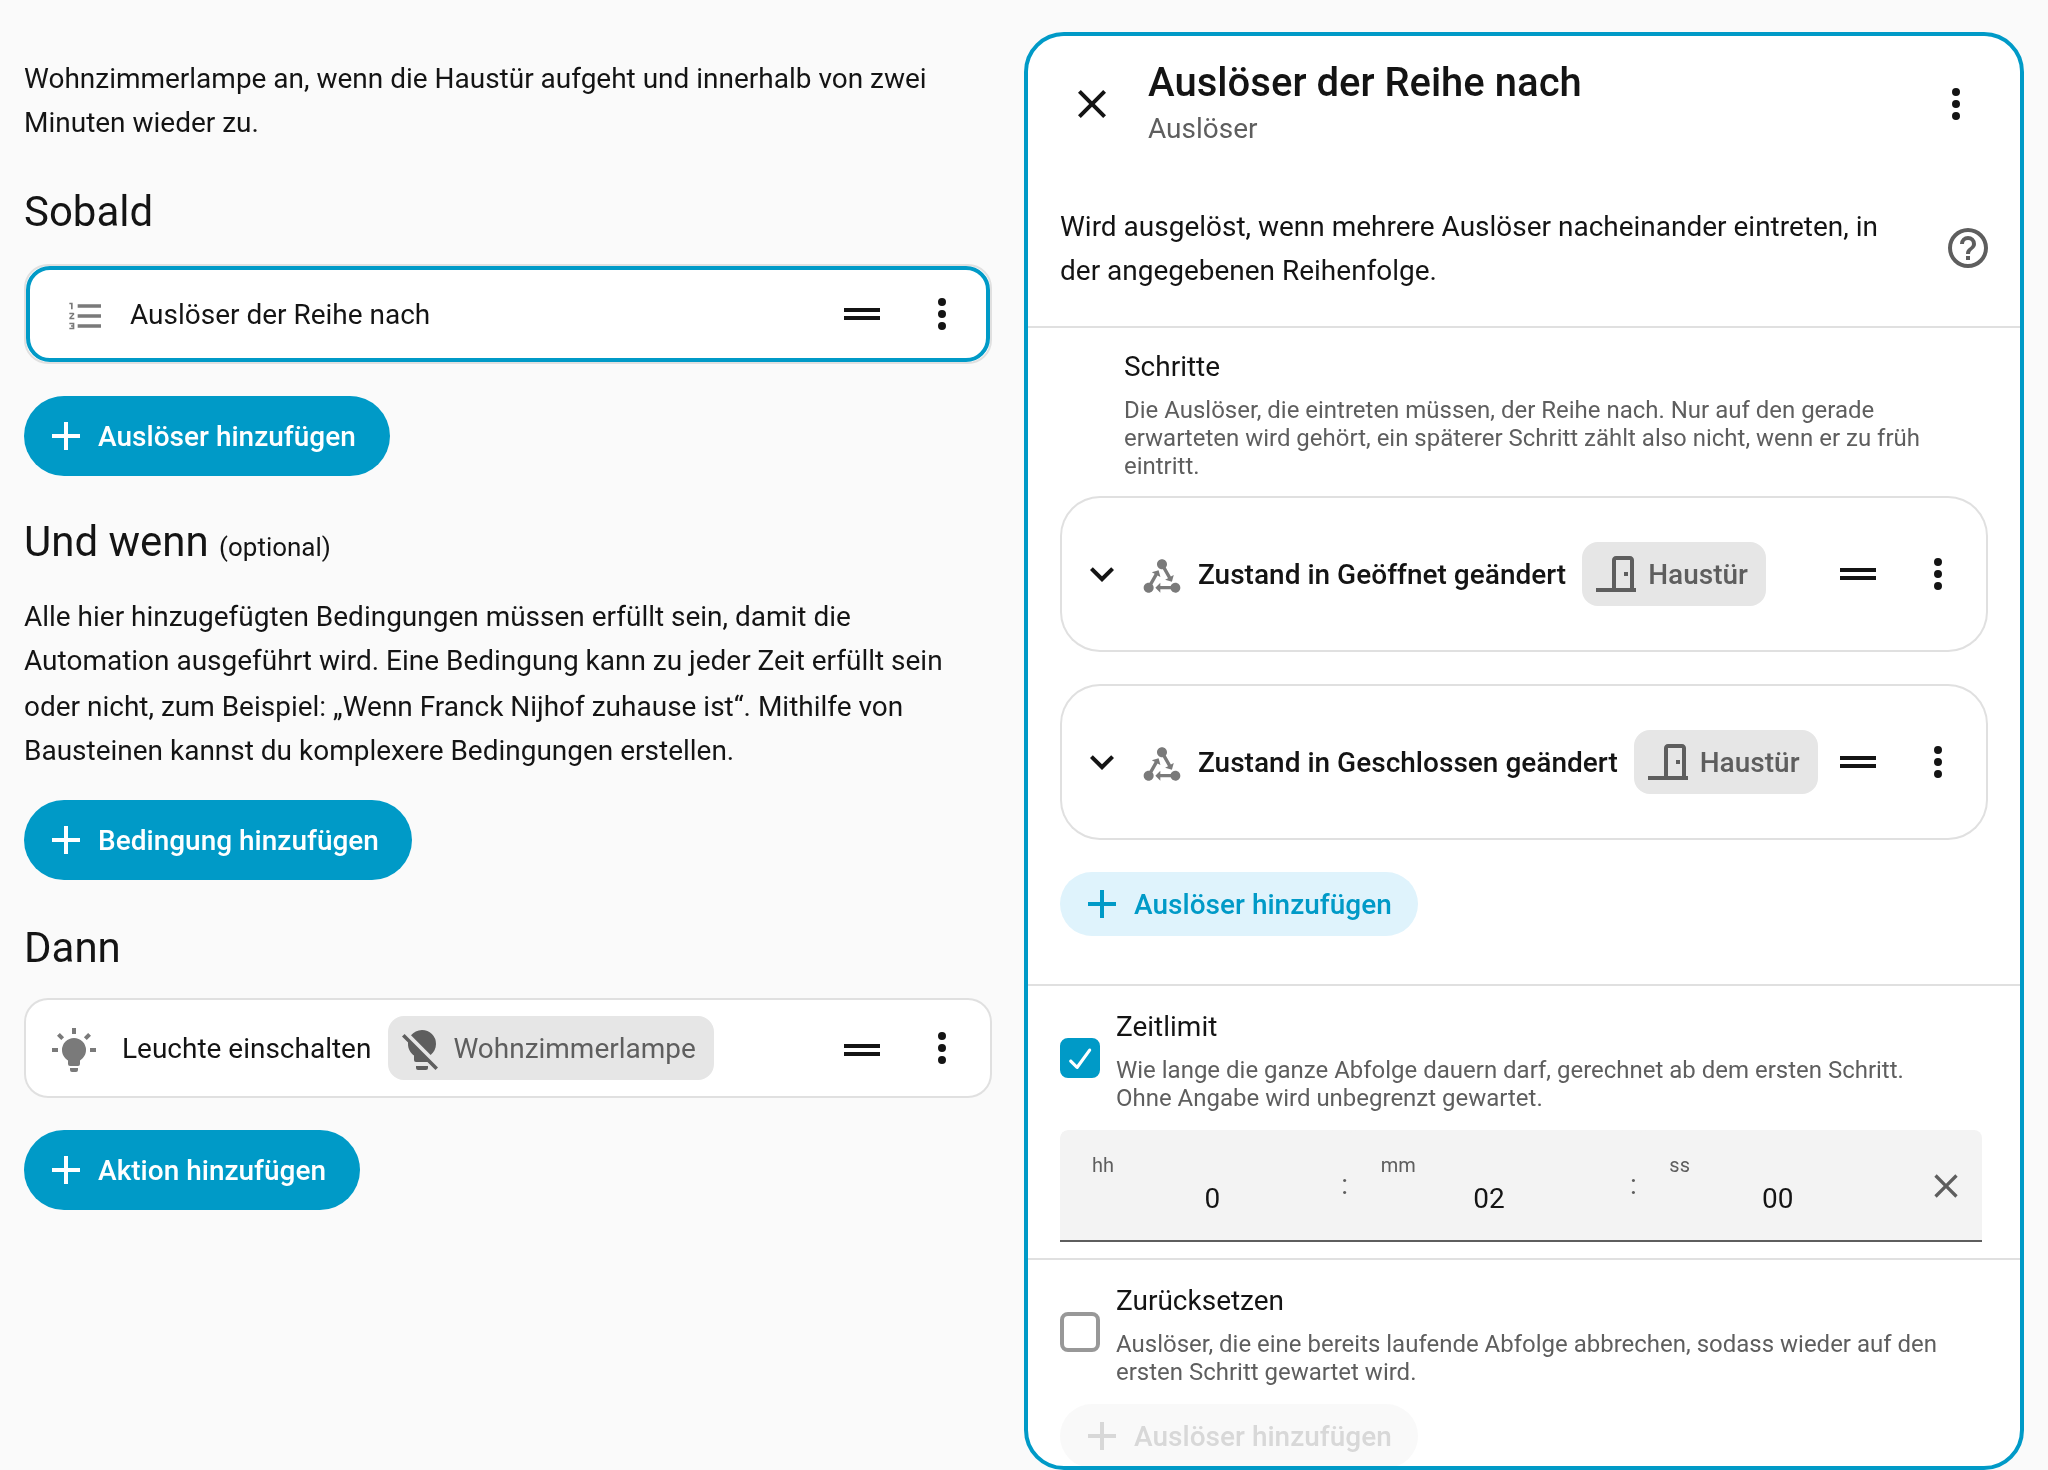 Wohnzimmerlampe an, wenn die Haustür aufgeht und innerhalb von zwei
Minuten wieder zu.
Sobald
Auslöser der Reihe nach
Auslöser hinzufügen
Und wenn (optional)
Alle hier hinzugefügten Bedingungen müssen erfüllt sein, damit die
Automation ausgeführt wird. Eine Bedingung kann zu jeder Zeit erfüllt sein
oder nicht, zum Beispiel: „Wenn Franck Nijhof zuhause ist“. Mithilfe von
Bausteinen kannst du komplexere Bedingungen erstellen.
Bedingung hinzufügen
Dann
Leuchte einschalten Wohnzimmerlampe
Aktion hinzufügen
Auslöser der Reihe nach
Auslöser
Wird ausgelöst, wenn mehrere Auslöser nacheinander eintreten, in
der angegebenen Reihenfolge.
Schritte
Die Auslöser, die eintreten müssen, der Reihe nach. Nur auf den gerade
erwarteten wird gehört, ein späterer Schritt zählt also nicht, wenn er zu früh
eintritt.
Zustand in Geöffnet geändert Haustür
Zustand in Geschlossen geändert Haustür
Auslöser hinzufügen
Zeitlimit
Wie lange die ganze Abfolge dauern darf, gerechnet ab dem ersten Schritt.
Ohne Angabe wird unbegrenzt gewartet.
hh mm ss
0 : 02 : 00
Zurücksetzen
Auslöser, die eine bereits laufende Abfolge abbrechen, sodass wieder auf den
ersten Schritt gewartet wird.
Auslöser hinzufügen